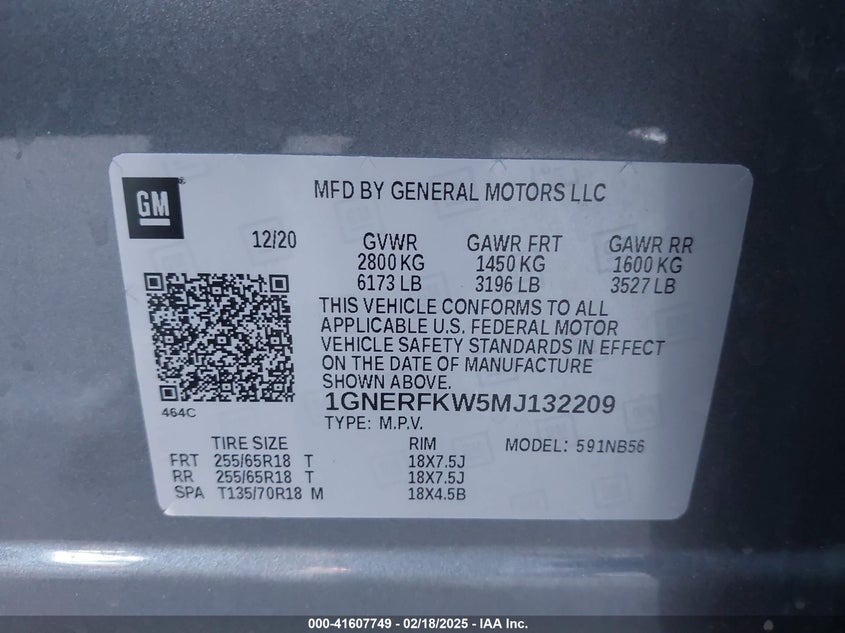 GM
MFD BY GENERAL MOTORS LLC
12/20 GVWR GAWR FRT GAWR RR
2800 KG 1450 KG 1600 KG
6173 LB 3196 LB 3527 LB
THIS VEHICLE CONFORMS TO ALL
APPLICABLE U.S. FEDERAL MOTOR
VEHICLE SAFETY STANDARDS IN EFFECT
ON THE DATE OF MANUFACTURE
SHOWN ABOVE.
464C
1GNERFKW5MJ132209
TYPE: M.P.V.
TIRE SIZE RIM MODEL: 591NB56
FRT 255/65R18 T 18X7.5J
RR 255/65R18 T 18X7.5J
SPA T135/70R18 M 18X4.5B
000-41607749 - 02/18/2025 - IAA Inc.